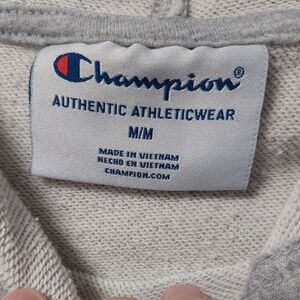 Champion®
AUTHENTIC ATHLETICWEAR
M/M
MADE IN VIETNAM
HECHO EN VIETNAM
CHAMPION.COM